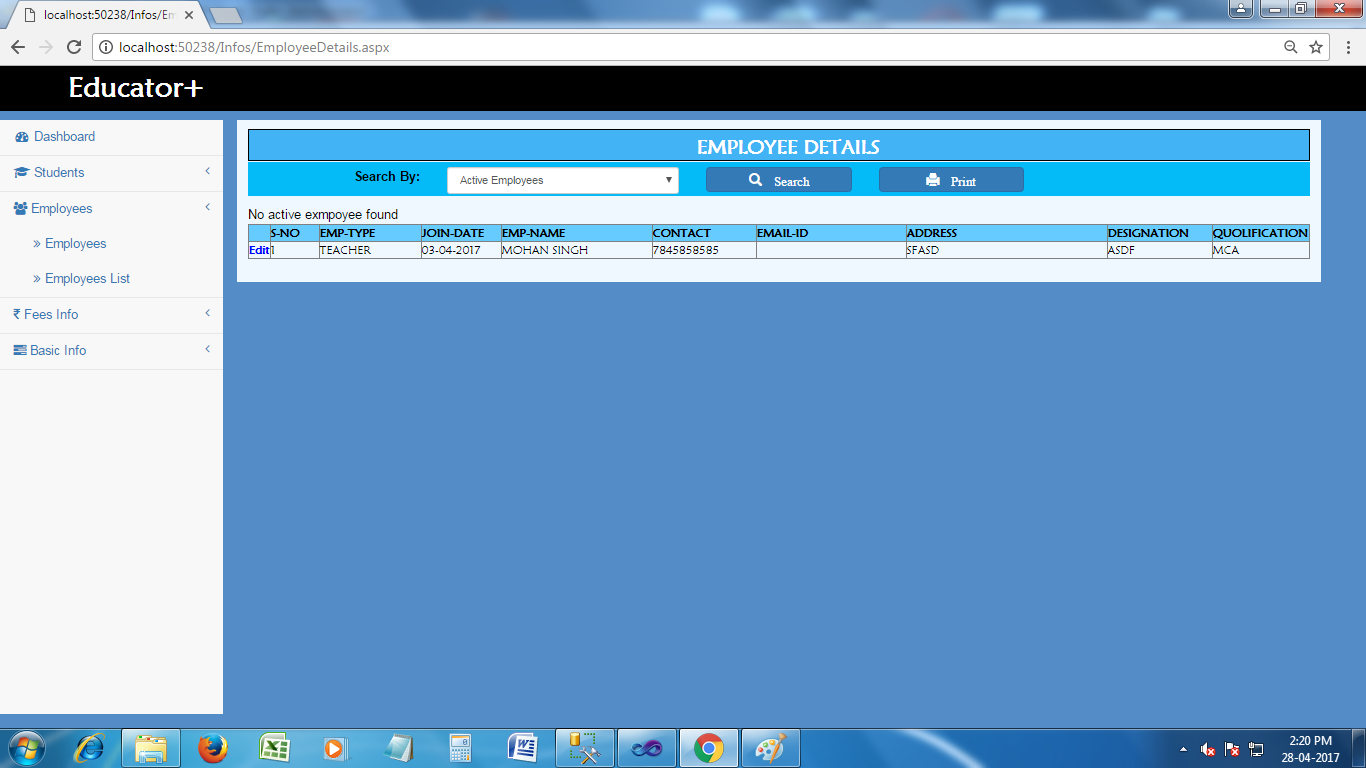 localhost:50238/Infos/Em
localhost:50238/Infos/EmployeeDetails.aspx
Educator+
Dashboard
Students
Employees
» Employees
» Employees List
₹ Fees Info
Basic Info
EMPLOYEE DETAILS
Search By: Active Employees Search Print
No active exmpoyee found
S-NO EMP-TYPE JOIN-DATE EMP-NAME CONTACT EMAIL-ID ADDRESS DESIGNATION QUOLIFICATION
Edit 1 TEACHER 03-04-2017 MOHAN SINGH 7845858585 SFASD ASDF MCA
2:20 PM
28-04-2017